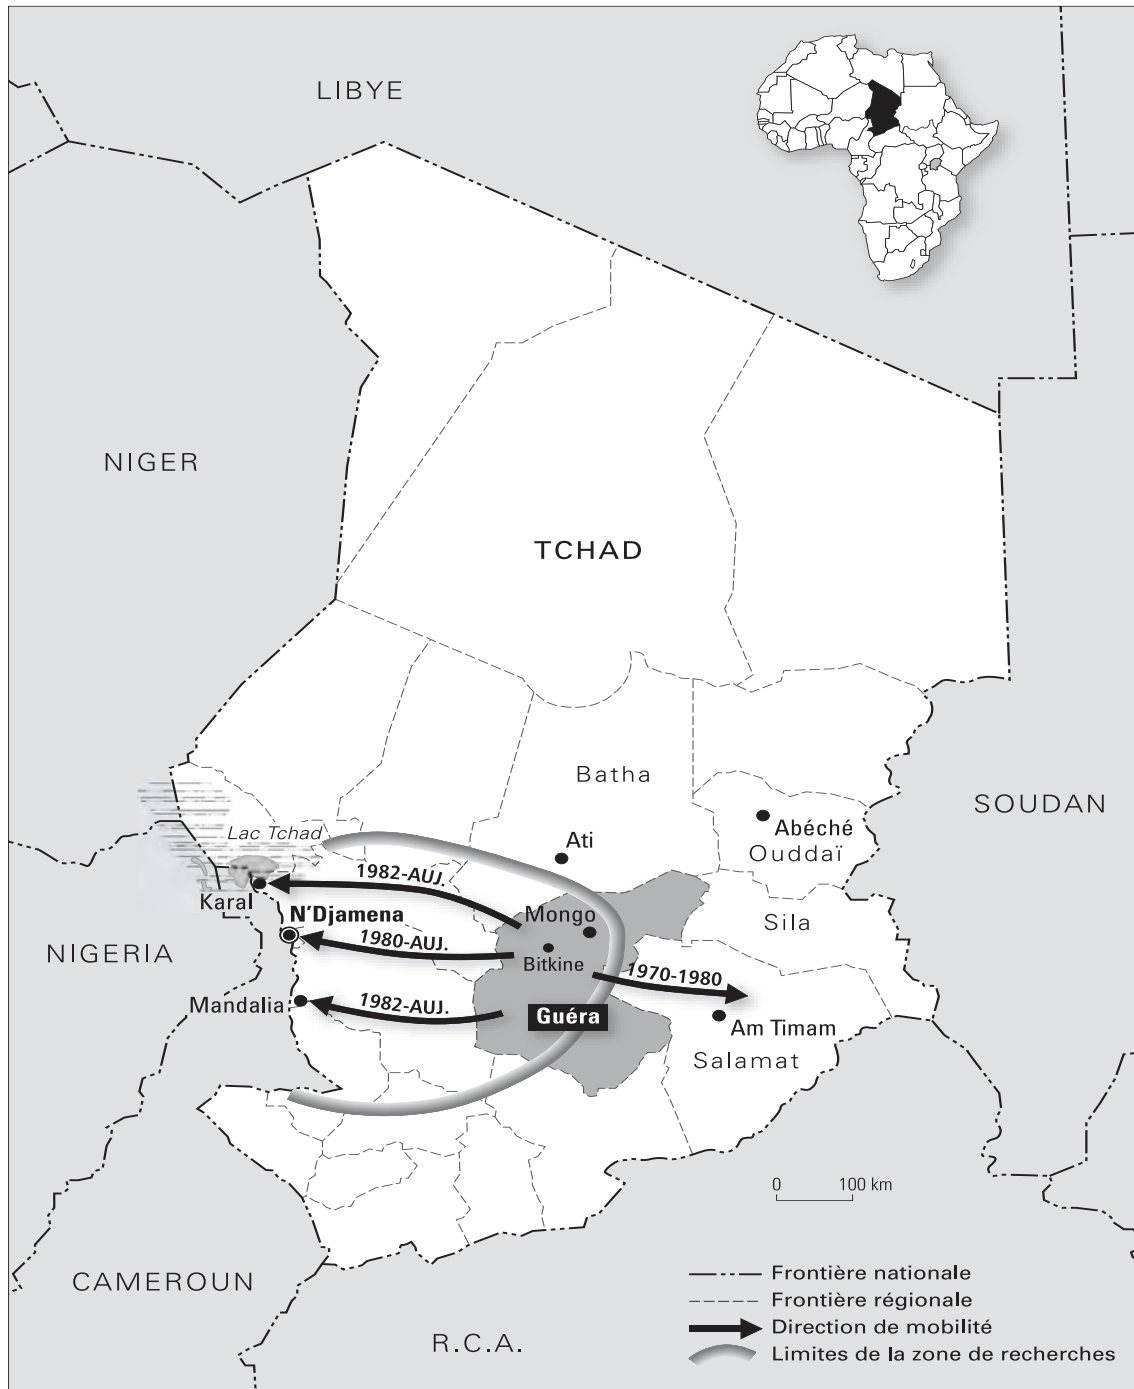 LIBYE
NIGER
TCHAD
Batha
SOUDAN
Abéché
Ouddaï
Lac Tchad
Ati
1982-AUJ.
Karal
N'Djamena
Mongo
Sila
NIGERIA
1980-AUJ.
Bitkine
1970-1980
Mandalia
1982-AUJ.
Guéra
Am Timam
Salamat
0 100 km
CAMEROUN
R.C.A.
Frontière nationale
Frontière régionale
Direction de mobilité
Limites de la zone de recherches